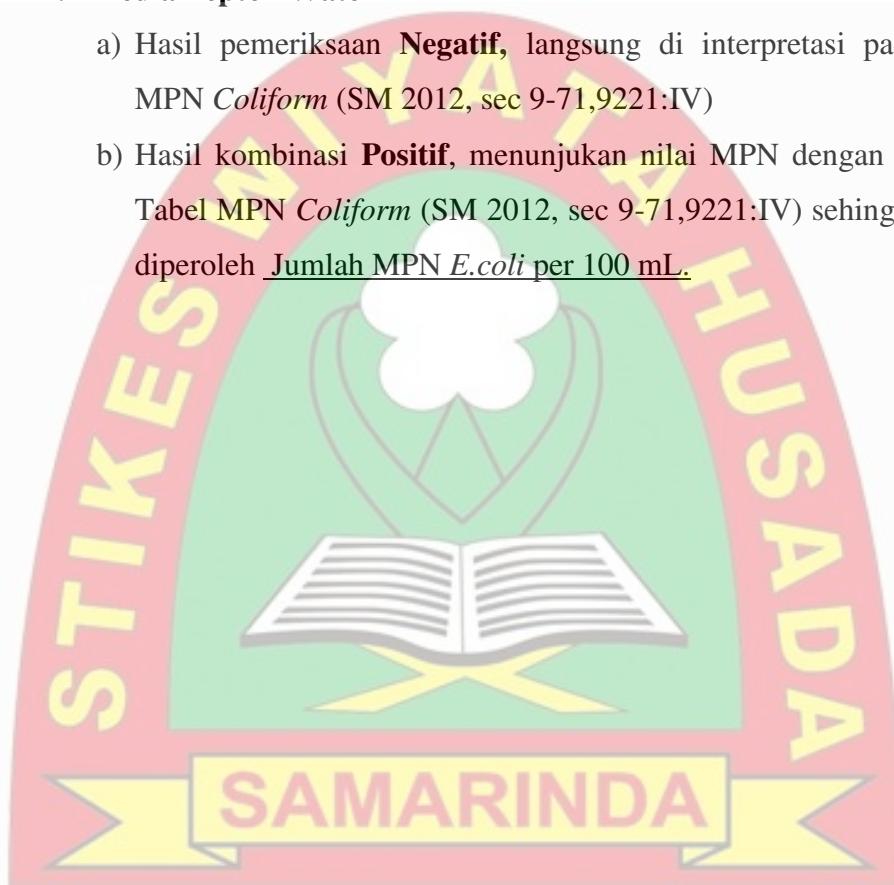 a) Hasil pemeriksaan Negatif, langsung di interpretasi
MPN Coliform (SM 2012, sec 9-71,9221:IV)
b) Hasil kombinasi Positif, menunjukan nilai MPN dengan
Tabel MPN Coliform (SM 2012, sec 9-71,9221:IV)
diperoleh Jumlah MPN E.coli per 100 mL.
STIKES WIYATA HUSADA
SAMARINDA